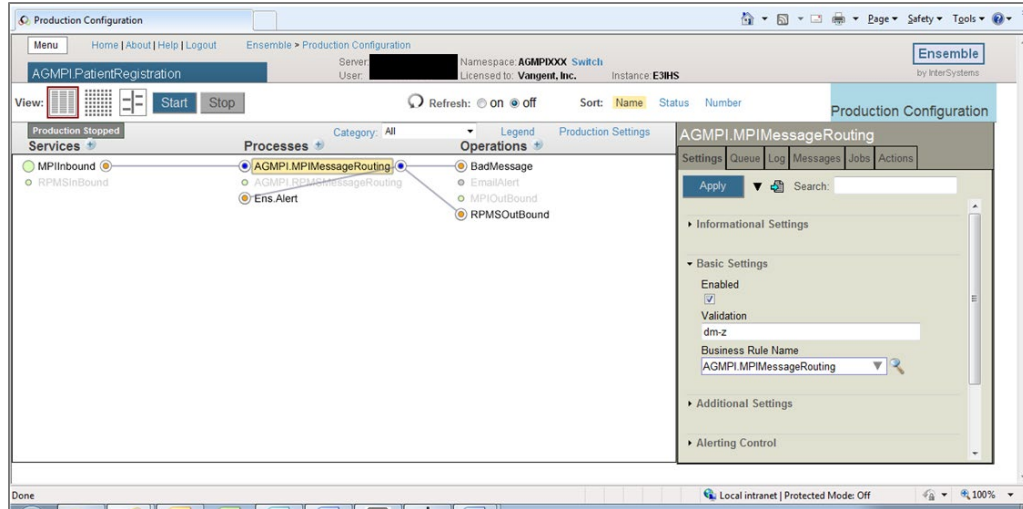 Production Configuration
Page Safety Tools
Menu Home | About | Help | Logout Ensemble > Production Configuration
Server: Namespace: AGMPIXXX Switch
User: Licensed to: Vangent, Inc. Instance: E3IHS
Ensemble
by InterSystems
AGMPI.PatientRegistration
View: Start Stop Refresh: on off Sort: Name Status Number
Production Configuration
Production Stopped Category: All Legend Production Settings
Services Processes Operations
MPIInbound AGMPI.MPIMessageRouting BadMessage
RPMSInBound AGMPI.RPMSMessageRouting EmailAlert
MPIOutBound
Ens.Alert RPMSOutBound
AGMPI.MPIMessageRouting
Settings Queue Log Messages Jobs Actions
Apply Search:
Informational Settings
Basic Settings
Enabled
Validation
dm-z
Business Rule Name
AGMPI.MPIMessageRouting
Additional Settings
Alerting Control
Done Local intranet | Protected Mode: Off 100%